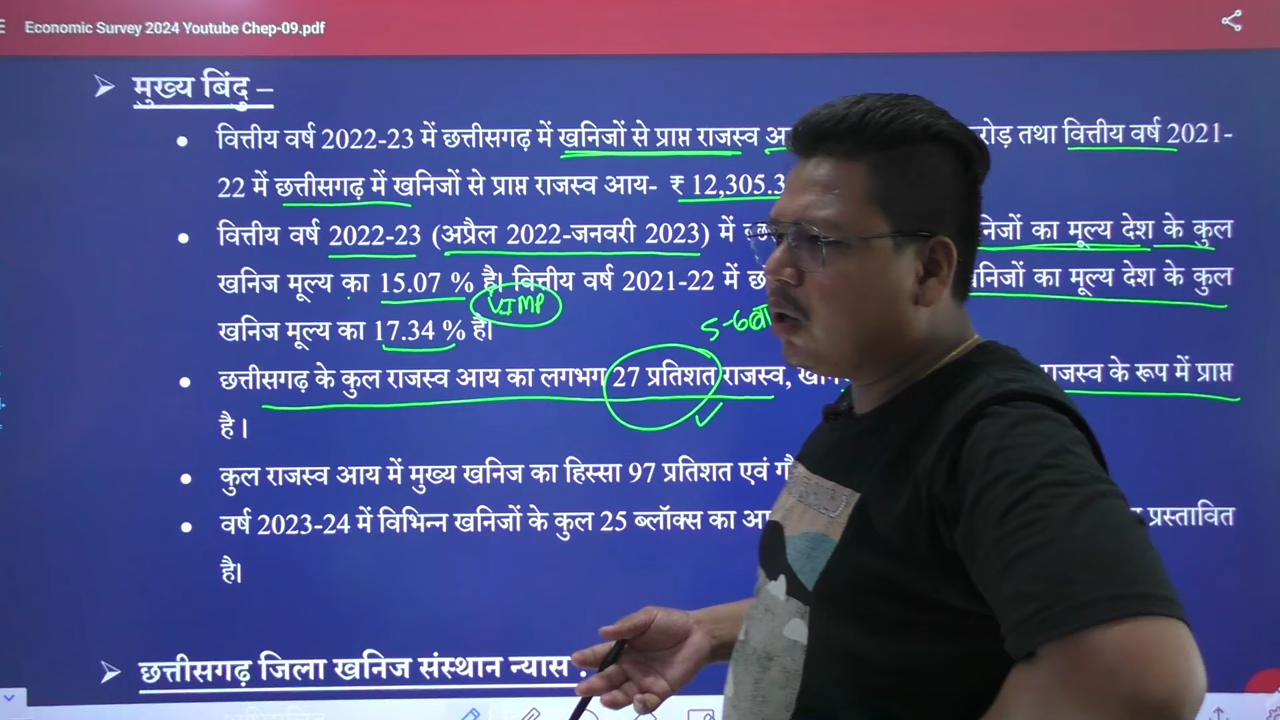 Economic Survey 2024 Youtube Chep-09.pdf
मुख्य बिंदु –
वित्तीय वर्ष 2022-23 में छत्तीसगढ़ में खनिजों से प्राप्त राजस्व तथा वित्तीय वर्ष 2021-
22 में छत्तीसगढ़ में खनिजों से प्राप्त राजस्व आय- ₹ 12,305.3
वित्तीय वर्ष 2022-23 (अप्रैल 2022-जनवरी 2023) में का मूल्य देश के कुल
खनिज मूल्य का 15.07 % है। वित्तीय वर्ष 2021-22 में का मूल्य देश के कुल
VIMP
खनिज मूल्य का 17.34 % है।
5-6वा
छत्तीसगढ़ के कुल राजस्व आय का लगभग 27 प्रतिशत राजस्व, राजस्व के रूप में प्राप्त
है।
कुल राजस्व आय में मुख्य खनिज का हिस्सा 97 प्रतिशत एवं
वर्ष 2023-24 में विभिन्न खनिजों के कुल 25 ब्लॉक्स का प्रस्तावित
है।
छत्तीसगढ़ जिला खनिज संस्थान न्यास